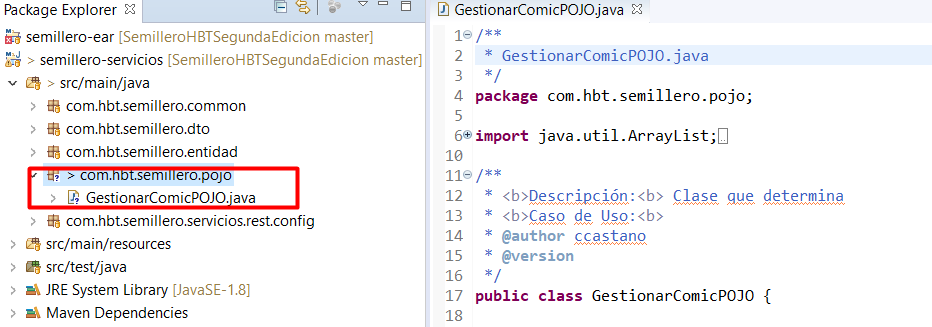 Package Explorer
semillero-ear [SemilleroHBTSegundaEdicion master]
> semillero-servicios [SemilleroHBTSegundaEdicion master]
> src/main/java
com.hbt.semillero.common
com.hbt.semillero.dto
com.hbt.semillero.entidad
> com.hbt.semillero.pojo
GestionarComicPOJO.java
com.hbt.semillero.servicios.rest.config
src/main/resources
src/test/java
JRE System Library [JavaSE-1.8]
Maven Dependencies
GestionarComicPOJO.java
1 /**
2  * GestionarComicPOJO.java
3  */
4 package com.hbt.semillero.pojo;
5
6 import java.util.ArrayList;
10
11 /**
12  * <b>Descripción:<b> Clase que determina
13  * <b>Caso de Uso:<b>
14  * @author ccastano
15  * @version
16  */
17 public class GestionarComicPOJO {
18